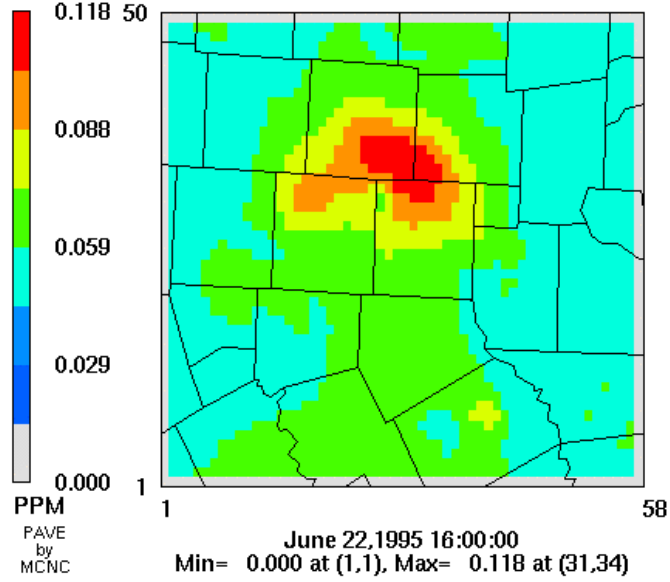 0.118
0.088
0.059
0.029
0.000
PPM
PAVE
by
MCNC
50
1
1
58
June 22,1995 16:00:00
Min= 0.000 at (1,1), Max= 0.118 at (31,34)